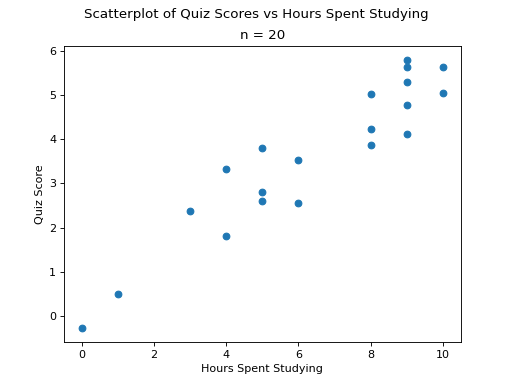 Scatterplot of Quiz Scores vs Hours Spent Studying
n = 20
6
5
4
3
2
1
0
Quiz Score
0 2 4 6 8 10
Hours Spent Studying